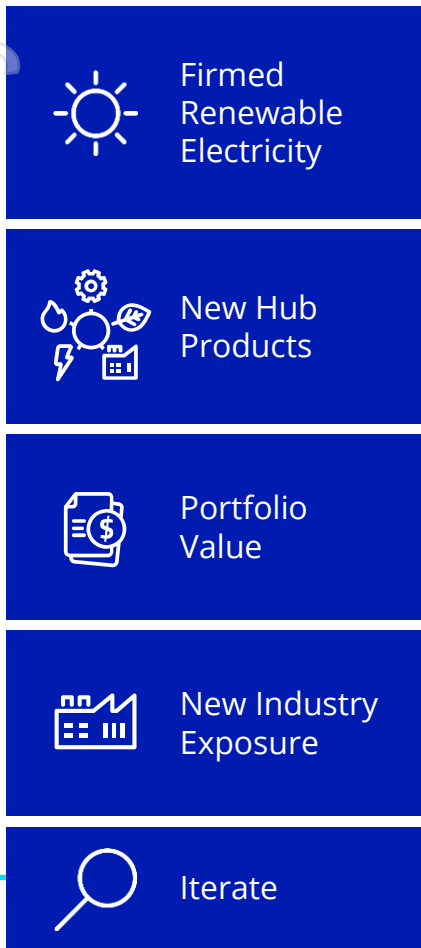 Firmed
Renewable
Electricity
New Hub
Products
$
Portfolio
Value
New Industry
Exposure
Iterate